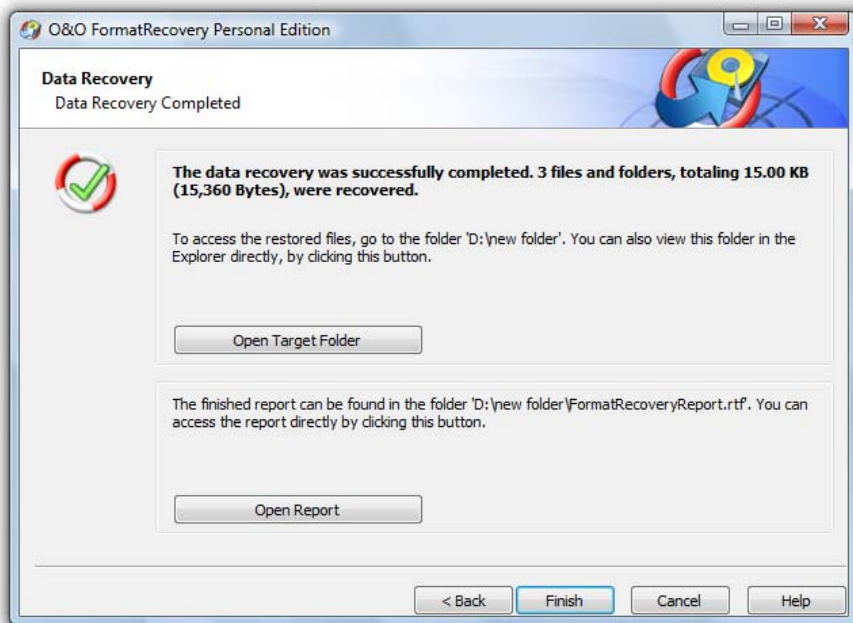 O&O FormatRecovery Personal Edition
Data Recovery
Data Recovery Completed
The data recovery was successfully completed. 3 files and folders, totaling 15.00 KB
(15,360 Bytes), were recovered.
To access the restored files, go to the folder 'D:\new folder'. You can also view this folder in the
Explorer directly, by clicking this button.
Open Target Folder
The finished report can be found in the folder 'D:\new folder\FormatRecoveryReport.rtf'. You can
access the report directly by clicking this button.
Open Report
< Back
Finish
Cancel
Help